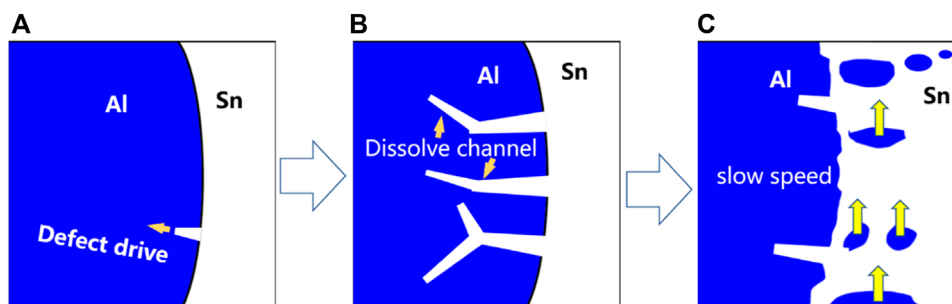 A
B
C
Al
Sn
Defect drive
Al
Sn
Dissolve channel
Al
Sn
slow speed